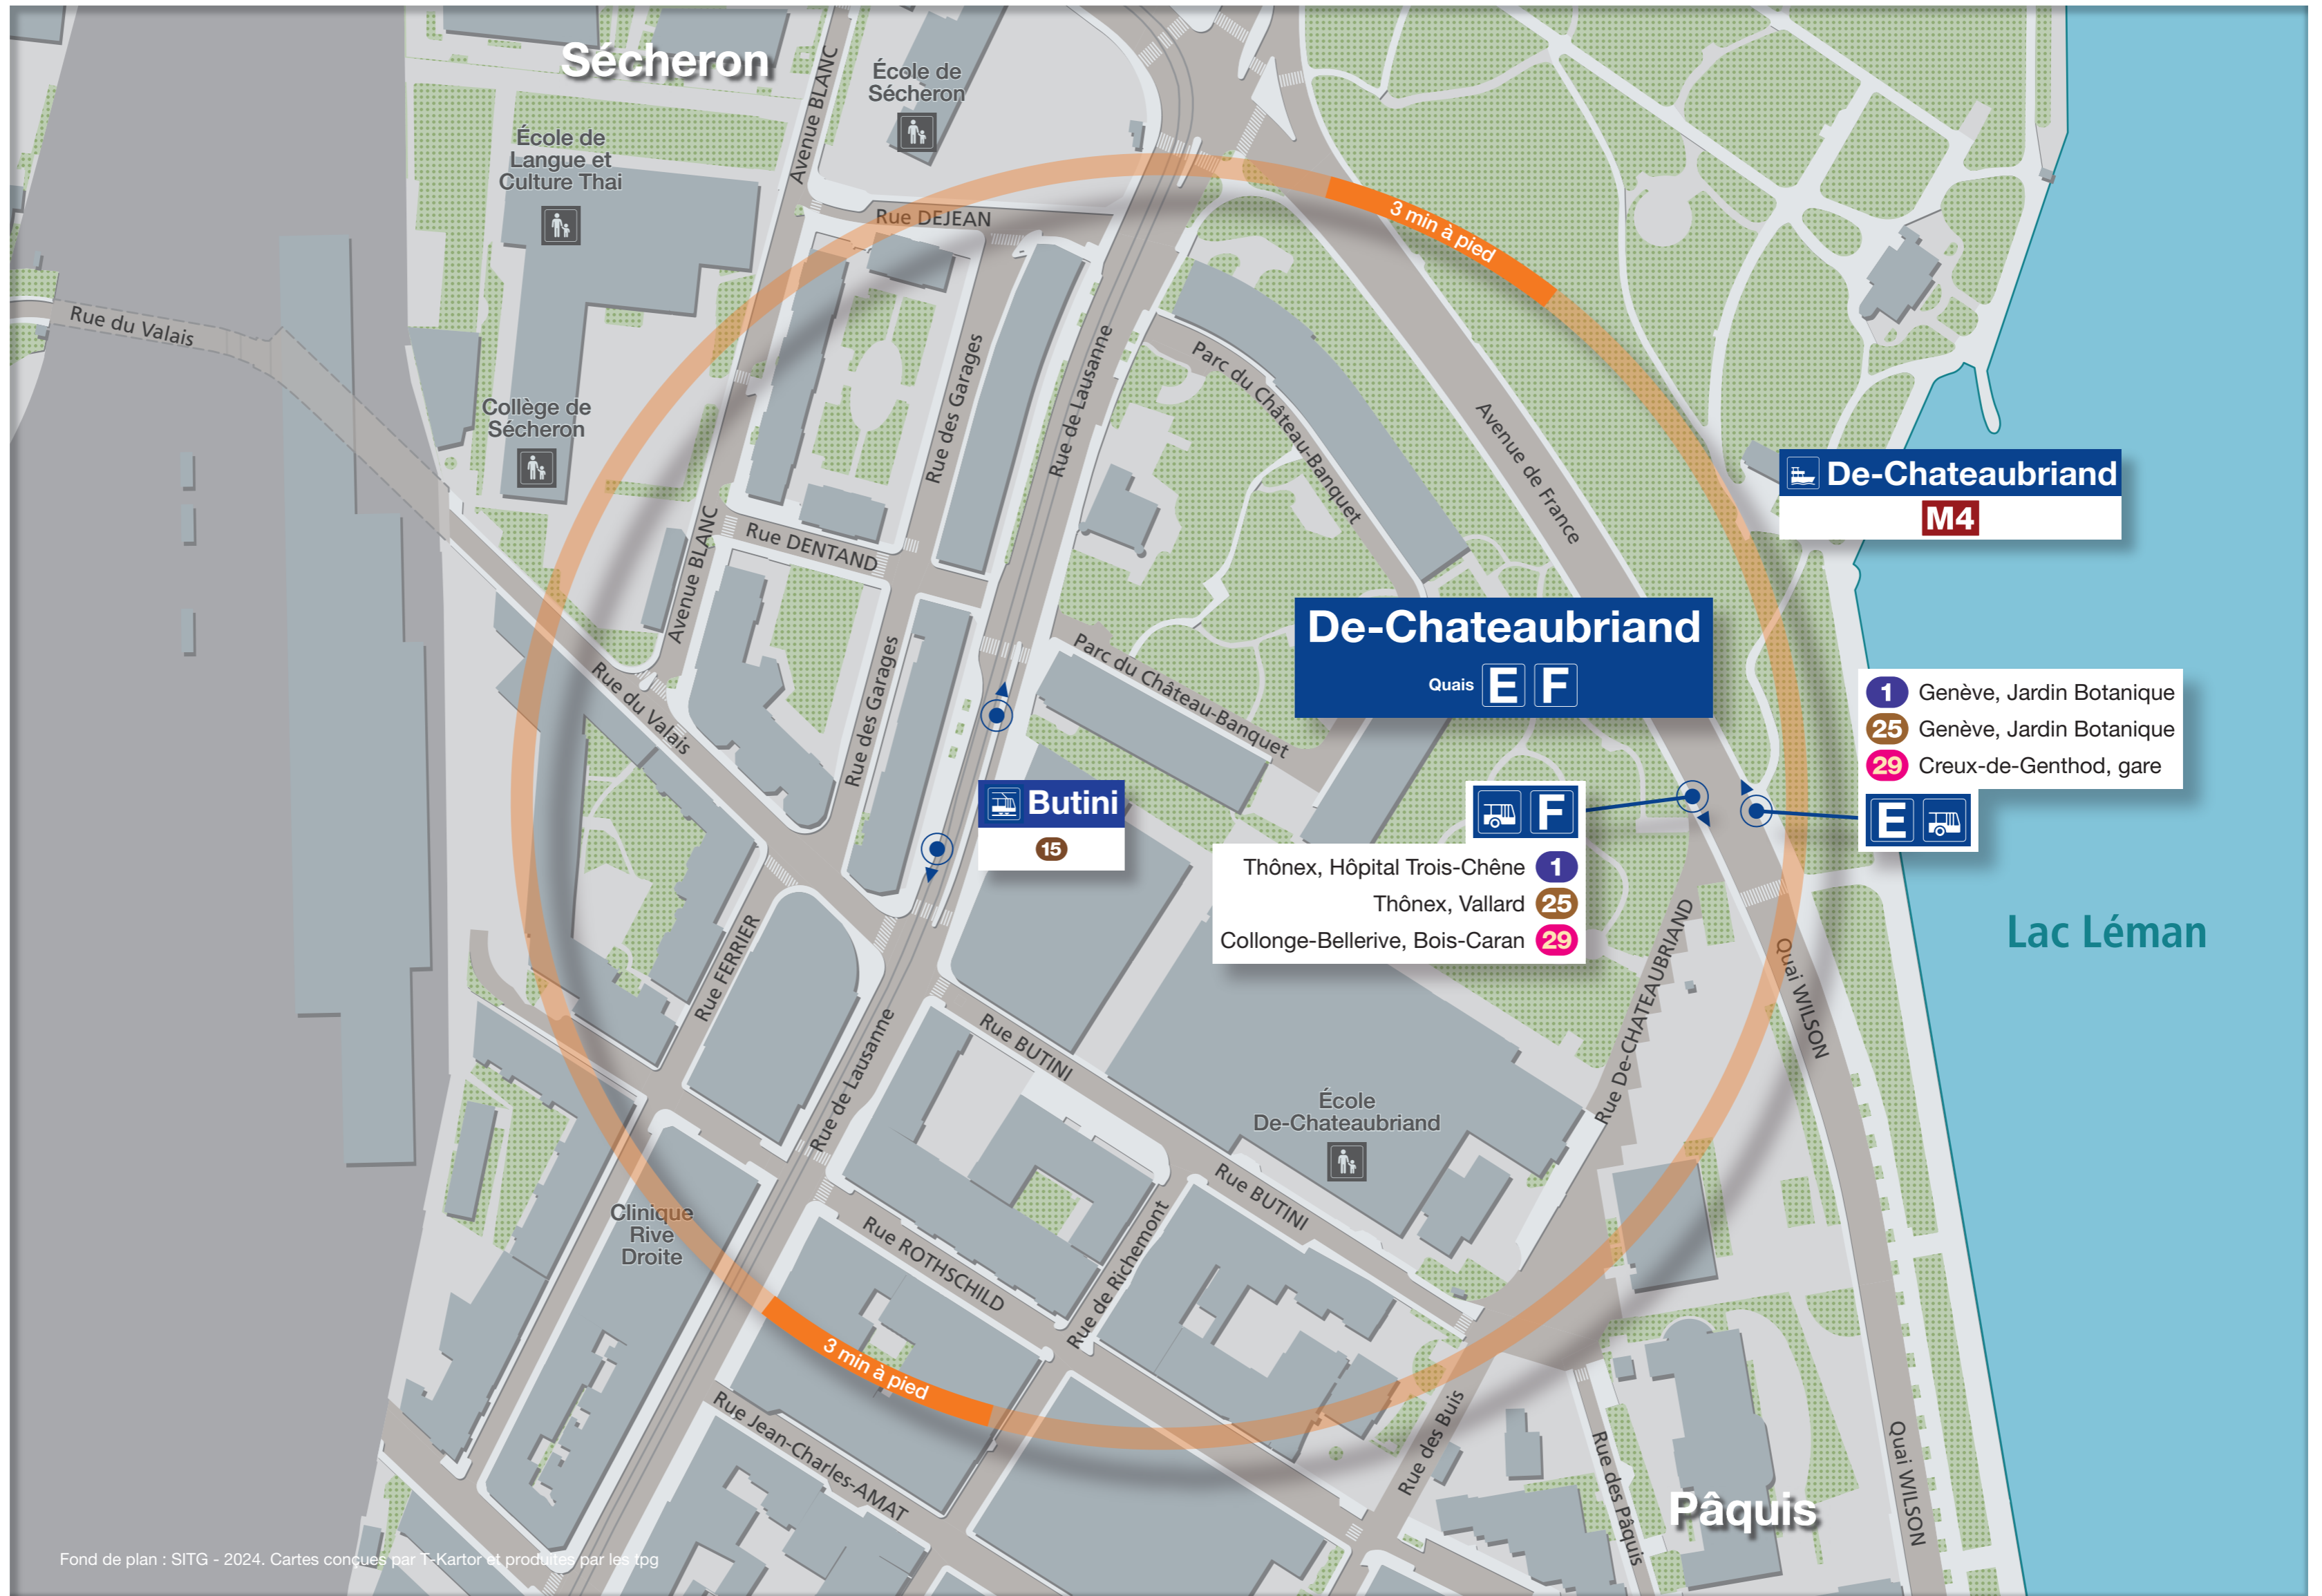 Sécheron
École de
Sécheron
Avenue BLANC
École de
Langue et
Culture Thai
Rue DEJEAN
3 min à pied
Rue du Valais
Rue des Garages
Rue de Lausanne
Parc du Château-Banquet
Avenue de France
Collège de
Sécheron
De-Chateaubriand
M4
Avenue BLANC
Rue DENTAND
De-Chateaubriand
Quais E F
Rue du Valais
Rue des Garages
Parc du Château-Banquet
1 Genève, Jardin Botanique
25 Genève, Jardin Botanique
29 Creux-de-Genthod, gare
E
Butini
15
F
Thônex, Hôpital Trois-Chêne 1
Thônex, Vallard 25
Collonge-Bellerive, Bois-Caran 29
Lac Léman
Rue FERRIER
Rue De-CHATEAUBRIAND
Quai WILSON
Rue de Lausanne
Rue BUTINI
École
De-Chateaubriand
Rue BUTINI
Clinique
Rive
Droite
Rue ROTHSCHILD
Rue de Richemont
3 min à pied
Rue Jean-Charles-AMAT
Rue des Buis
Rue des Pâquis
Quai WILSON
Pâquis
Fond de plan : SITG - 2024. Cartes conçues par T-Kartor et produites par les tpg